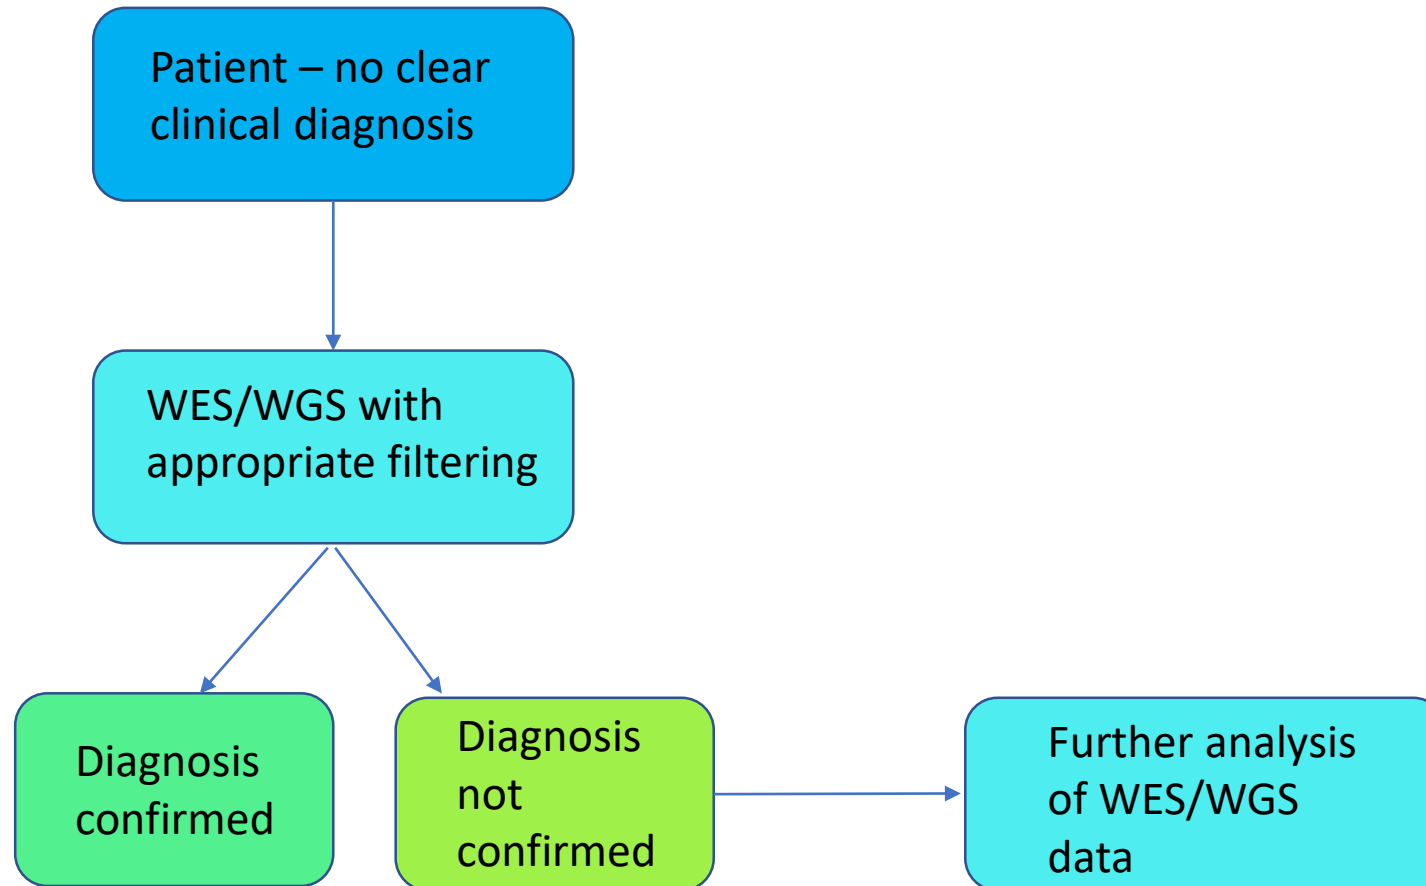 Patient – no clear
clinical diagnosis
WES/WGS with
appropriate filtering
Diagnosis
confirmed
Diagnosis
not
confirmed
Further analysis
of WES/WGS
data